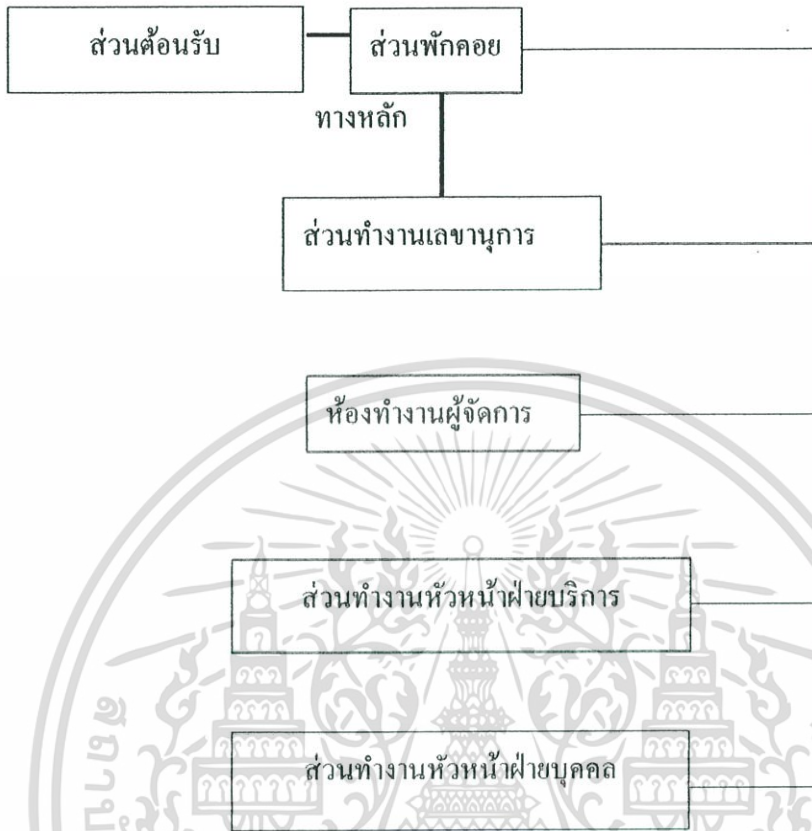 ส่วนต้อนรับ
ส่วนพักคอย
ทางหลัก
ส่วนทำงานเลขานุการ
ห้องทำงานผู้จัดการ
ส่วนทำงานหัวหน้าฝ่ายบริการ
ส่วนทำงานหัวหน้าฝ่ายบุคคล